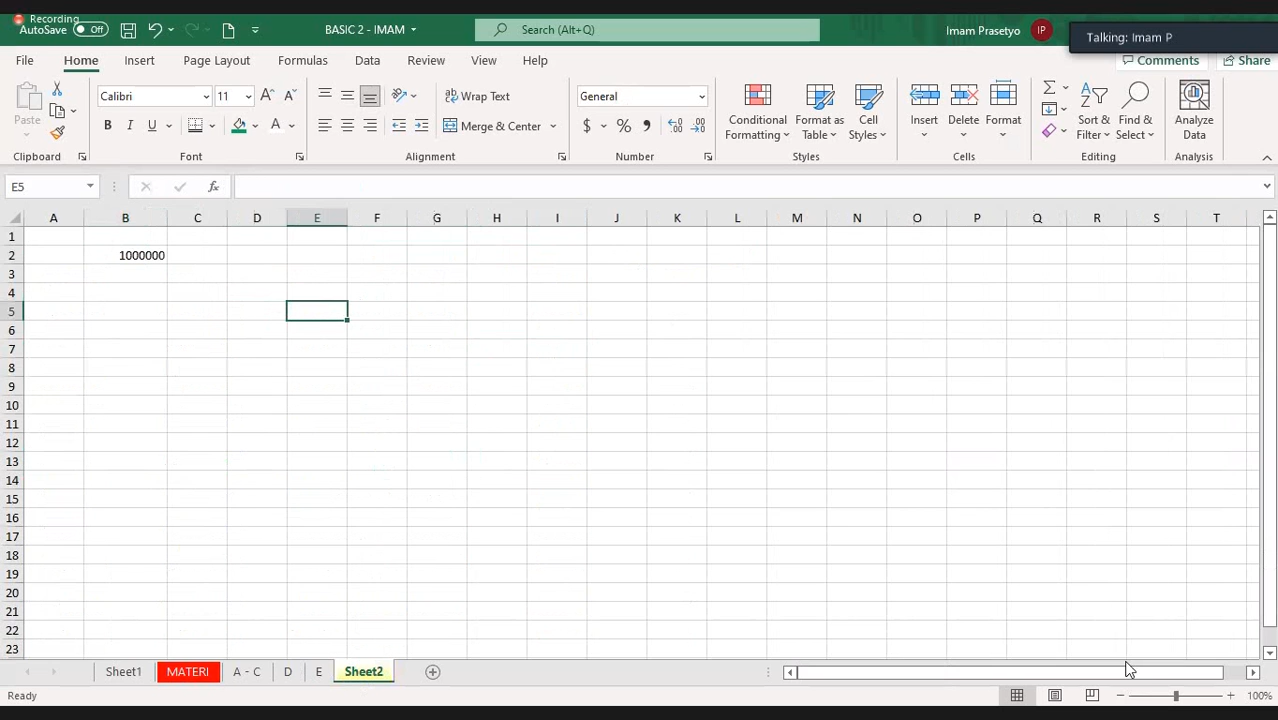 Recording
AutoSave Off BASIC 2 - IMAM Search (Alt+Q) Imam Prasetyo IP Talking: Imam P
File Home Insert Page Layout Formulas Data Review View Help Comments Share
Paste Calibri 11 B I U A Wrap Text Merge & Center General $ % , Conditional Formatting Format Table Cell Styles Insert Delete Format Sort & Filter Find & Select Analyze Data
Clipboard Font Alignment Number Styles Cells Editing Analysis
E5 fx
A B C D E F G H I J K L M N O P Q R S T
1
2 1000000
3
4
5
6
7
8
9
10
11
12
13
14
15
16
17
18
19
20
21
22
23
Sheet1 MATERI A - C D E Sheet2
Ready 100%